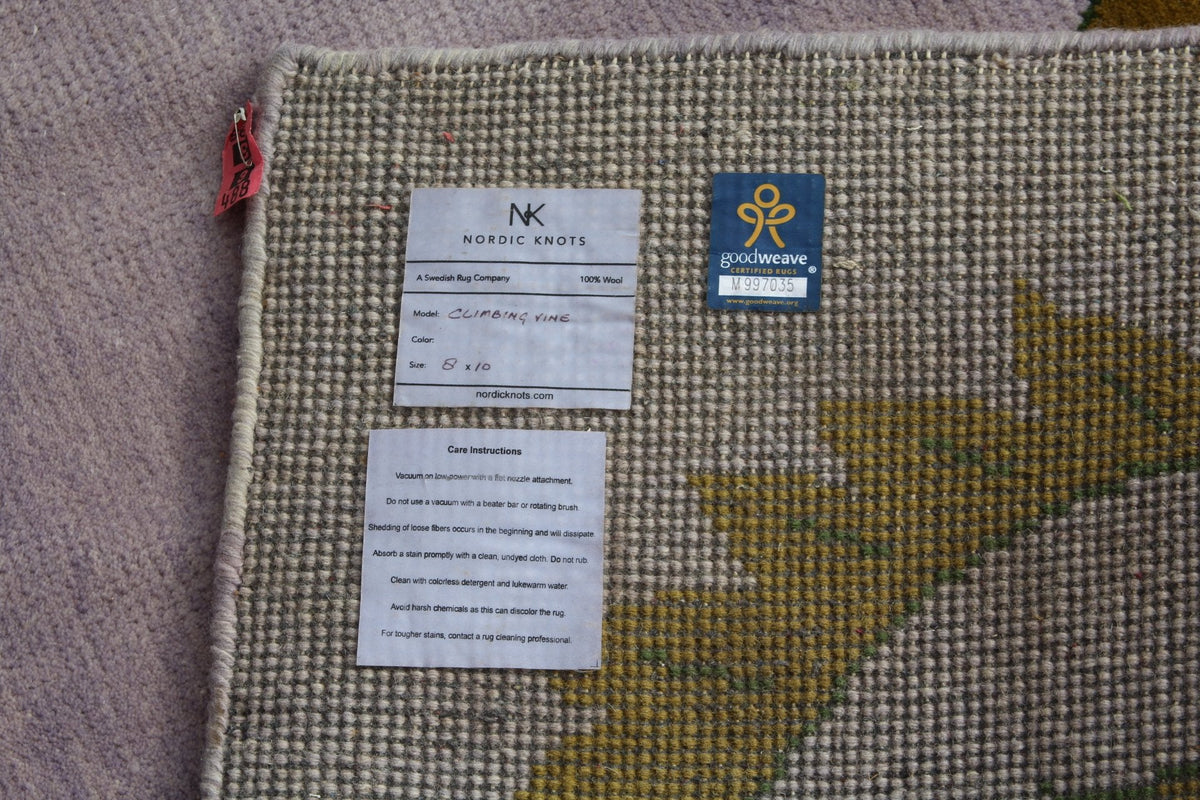 488
NK
NORDIC KNOTS
A Swedish Rug Company 100% Wool
Model: CLIMBING VINE
Color:
Size: 8 x 10
nordicknots.com
goodweave®
CERTIFIED RUGS
M997035
www.goodweave.org
Care Instructions
Vacuum on low power with a flat nozzle attachment.
Do not use a vacuum with a beater bar or rotating brush.
Shedding of loose fibers occurs in the beginning and will dissipate.
Absorb a stain promptly with a clean, undyed cloth. Do not rub.
Clean with colorless detergent and lukewarm water.
Avoid harsh chemicals as this can discolor the rug.
For tougher stains, contact a rug cleaning professional.